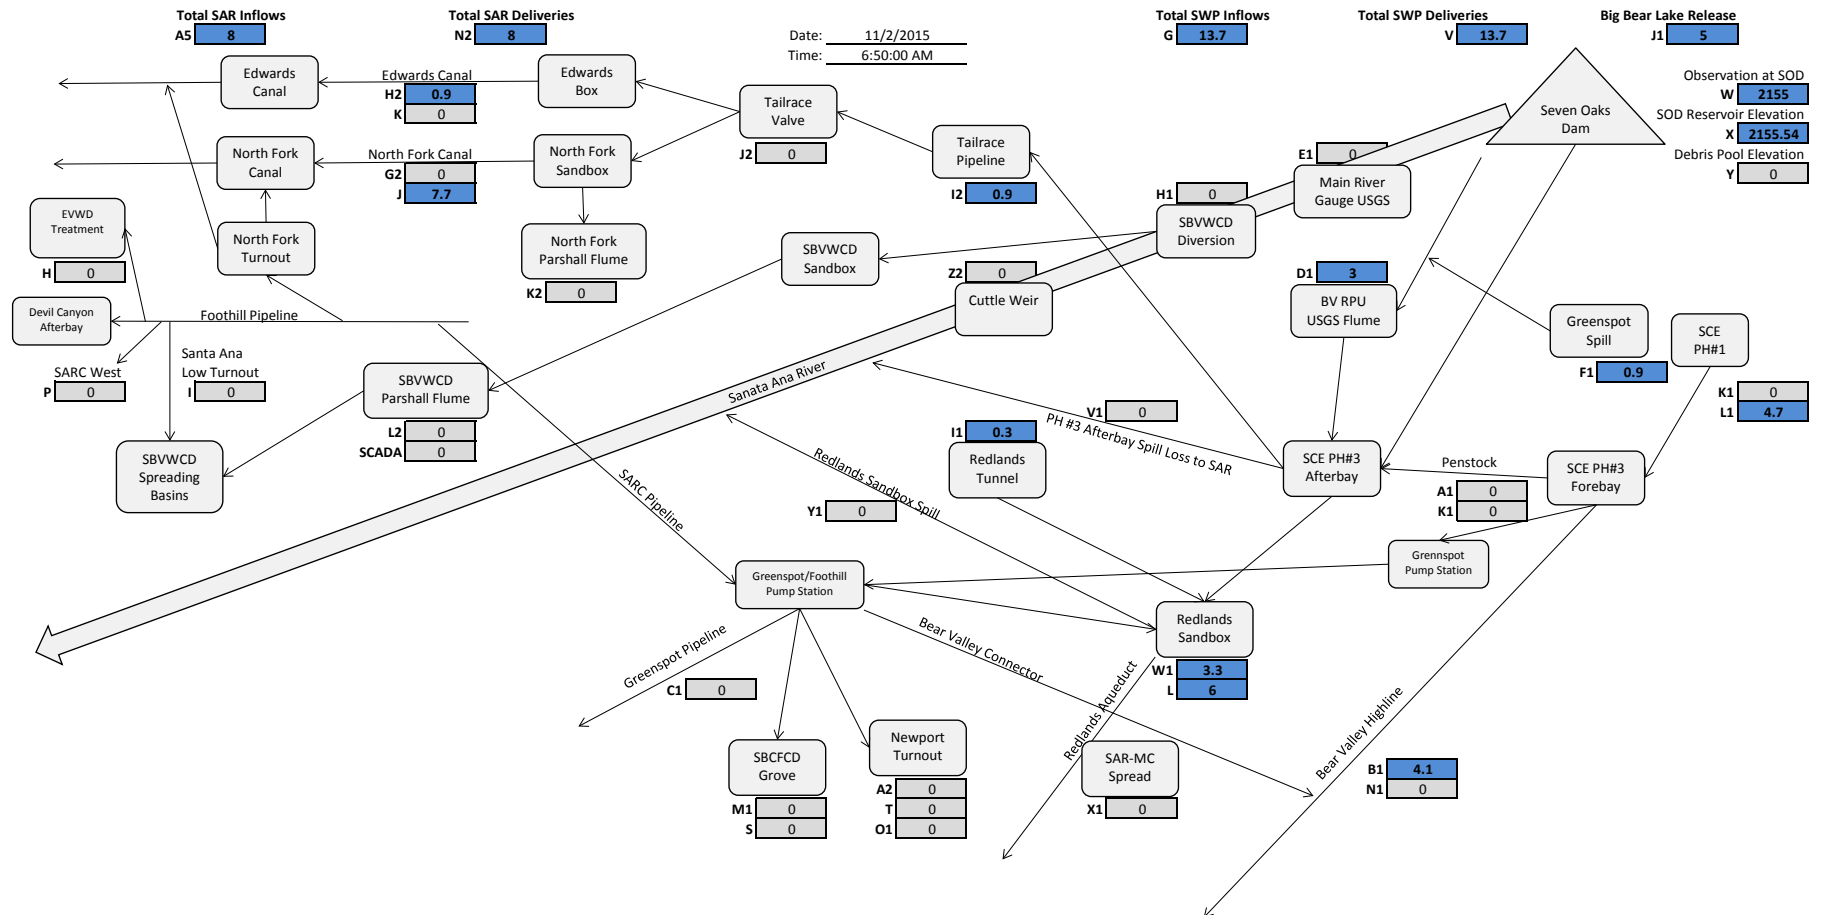 Total SAR Inflows
A5 8
Total SAR Deliveries
N2 8
Date: 11/2/2015
Time: 6:50:00 AM
Total SWP Inflows
G 13.7
Total SWP Deliveries
V 13.7
Big Bear Lake Release
J1 5
Observation at SOD
W 2155
SOD Reservoir Elevation
X 2155.54
Debris Pool Elevation
Y 0
Seven Oaks
Dam
Edwards
Canal
Edwards Canal
H2 0.9
K 0
Edwards
Box
Tailrace
Valve
J2 0
Tailrace
Pipeline
I2 0.9
E1 0
Main River
Gauge USGS
H1 0
SBVWCD
Diversion
North Fork
Canal
North Fork Canal
G2 0
J 7.7
North Fork
Sandbox
EVWD
Treatment
H 0
North Fork
Turnout
North Fork
Parshall Flume
K2 0
SBVWCD
Sandbox
Z2 0
Cuttle Weir
D1 3
BV RPU
USGS Flume
Greenspot
Spill
F1 0.9
SCE
PH#1
K1 0
L1 4.7
Devil Canyon
Afterbay
Foothill Pipeline
SARC West
P 0
Santa Ana
Low Turnout
I 0
SBVWCD
Parshall Flume
L2 0
SCADA 0
Sanata Ana River
V1 0
PH #3 Afterbay Spill Loss to SAR
I1 0.3
Redlands
Tunnel
SCE PH#3
Afterbay
Penstock
A1 0
K1 0
SCE PH#3
Forebay
SBVWCD
Spreading
Basins
SARC Pipeline
Redlands Sandbox Spill
Y1 0
Grennspot
Pump Station
Greenspot/Foothill
Pump Station
Redlands
Sandbox
W1 3.3
L 6
Greenspot Pipeline
C1 0
Bear Valley Connector
Redlands Aqueduct
Bear Valley Highline
SBCFCD
Grove
M1 0
S 0
Newport
Turnout
A2 0
T 0
O1 0
SAR-MC
Spread
X1 0
B1 4.1
N1 0